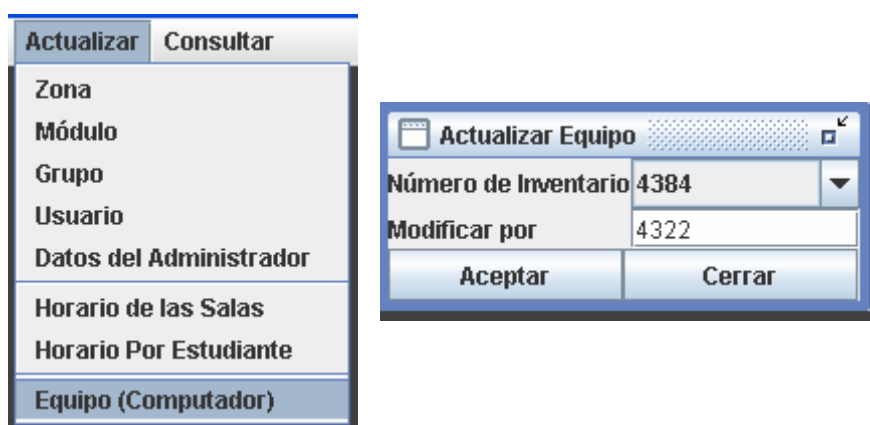 Actualizar Consultar
Zona
Módulo
Grupo
Usuario
Datos del Administrador
Horario de las Salas
Horario Por Estudiante
Equipo (Computador)
Actualizar Equipo
Número de Inventario 4384
Modificar por 4322
Aceptar Cerrar